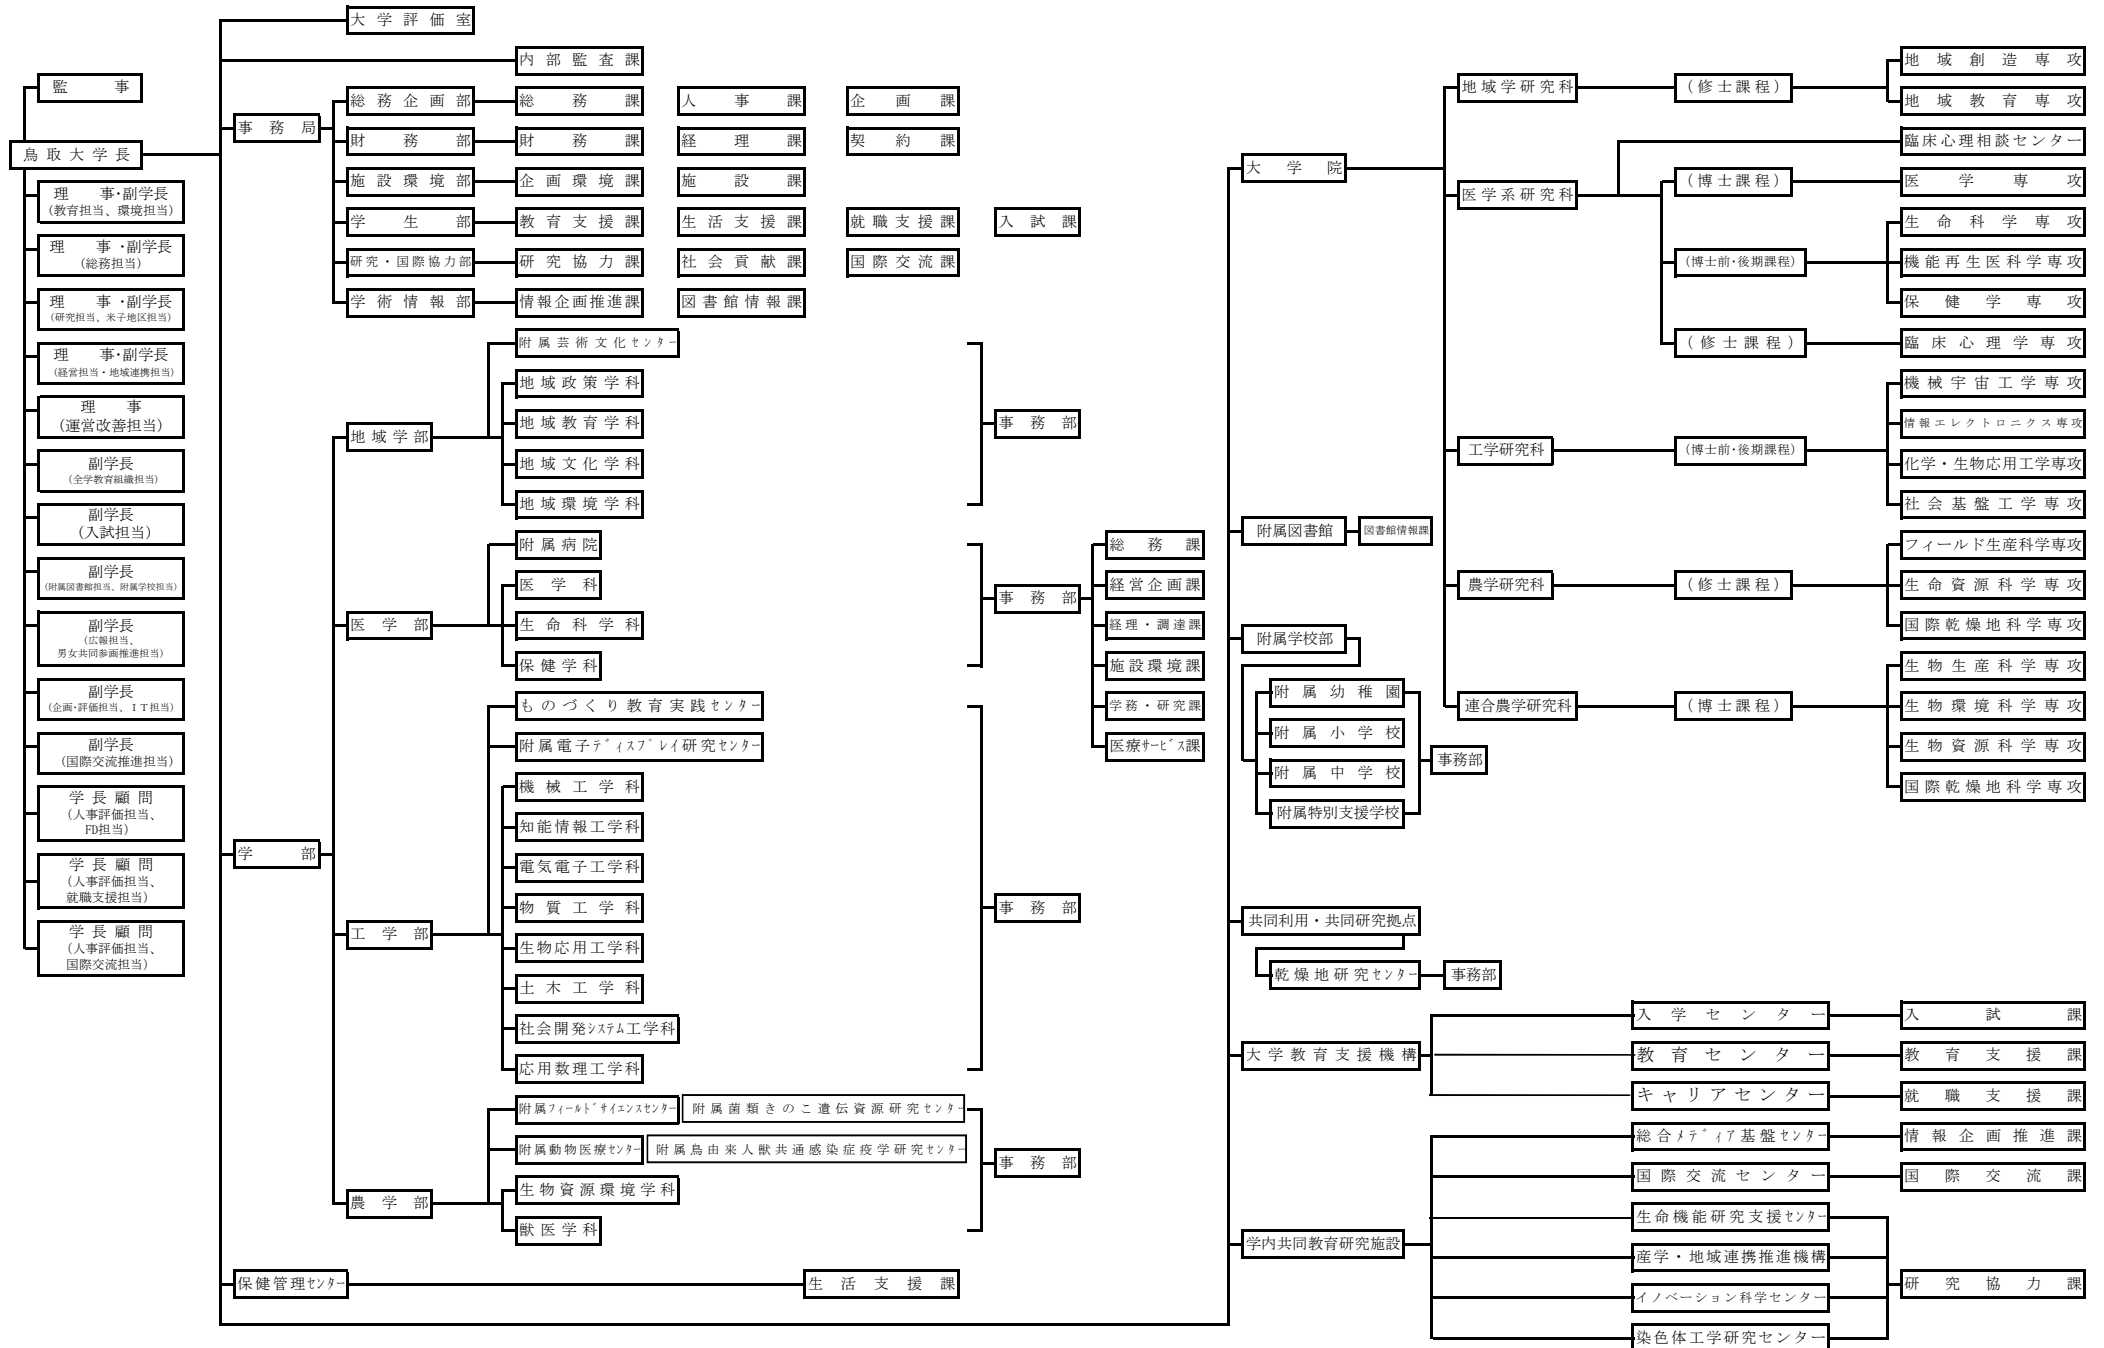 大学評価室
内部監査課
監事
鳥取大学長
理事・副学長
(教育担当、環境担当)
理事・副学長
(総務担当)
理事・副学長
(研究担当、米子地区担当)
理事・副学長
(経営担当・地域連携担当)
理事
(運営改善担当)
副学長
(全学教育組織担当)
副学長
(入試担当)
副学長
(附属図書館担当、附属学校担当)
副学長
(広報担当、
男女共同参画推進担当)
副学長
(企画・評価担当、IT担当)
副学長
(国際交流推進担当)
学長顧問
(人事評価担当、
FD担当)
学長顧問
(人事評価担当、
就職支援担当)
学長顧問
(人事評価担当、
国際交流担当)
事務局
総務企画部
総務課
人事課
企画課
財務部
財務課
経理課
契約課
施設環境部
企画環境課
施設課
学生部
教育支援課
生活支援課
就職支援課
入試課
研究・国際協力部
研究協力課
社会貢献課
国際交流課
学術情報部
情報企画推進課
図書館情報課
学部
地域学部
附属芸術文化センター
地域政策学科
地域教育学科
地域文化学科
地域環境学科
事務部
医学部
附属病院
医学科
生命科学科
保健学科
事務部
総務課
経営企画課
経理・調達課
施設環境課
学務・研究課
医療サービス課
工学部
ものづくり教育実践センター
附属電子ディスプレイ研究センター
機械工学科
知能情報工学科
電気電子工学科
物質工学科
生物応用工学科
土木工学科
社会開発システム工学科
応用数理工学科
事務部
農学部
附属フィールドサイエンスセンター
附属菌類きのこ遺伝資源研究センター
附属動物医療センター
附属鳥由来人獣共通感染症疫学研究センター
生物資源環境学科
獣医学科
事務部
保健管理センター
生活支援課
大学院
地域学研究科
(修士課程)
地域創造専攻
地域教育専攻
医学系研究科
臨床心理相談センター
(博士課程)
医学専攻
(博士前・後期課程)
生命科学専攻
機能再生医科学専攻
保健学専攻
(修士課程)
臨床心理学専攻
工学研究科
(博士前・後期課程)
機械宇宙工学専攻
情報エレクトロニクス専攻
化学・生物応用工学専攻
社会基盤工学専攻
農学研究科
(修士課程)
フィールド生産科学専攻
生命資源科学専攻
国際乾燥地科学専攻
連合農学研究科
(博士課程)
生物生産科学専攻
生物環境科学専攻
生物資源科学専攻
国際乾燥地科学専攻
附属図書館
図書館情報課
附属学校部
附属幼稚園
附属小学校
附属中学校
附属特別支援学校
事務部
共同利用・共同研究拠点
乾燥地研究センター
事務部
大学教育支援機構
入学センター
入試課
教育センター
教育支援課
キャリアセンター
就職支援課
学内共同教育研究施設
総合メディア基盤センター
情報企画推進課
国際交流センター
国際交流課
生命機能研究支援センター
産学・地域連携推進機構
イノベーション科学センター
染色体工学研究センター
研究協力課